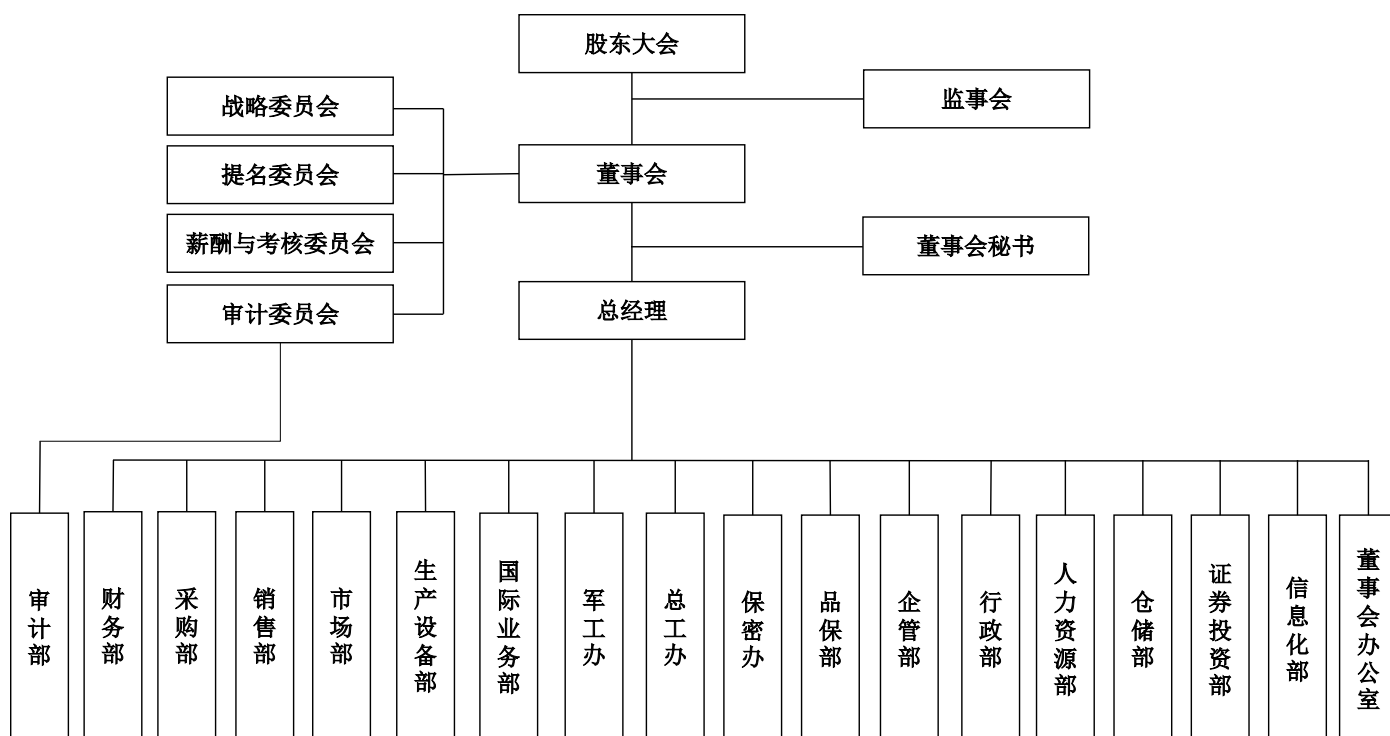 股东大会
监事会
战略委员会
提名委员会
董事会
薪酬与考核委员会
董事会秘书
审计委员会
总经理
审计部
财务部
采购部
销售部
市场部
生产设备部
国际业务部
军工办
总工办
保密办
品保部
企管部
行政部
人力资源部
仓储部
证券投资部
信息化部
董事会办公室